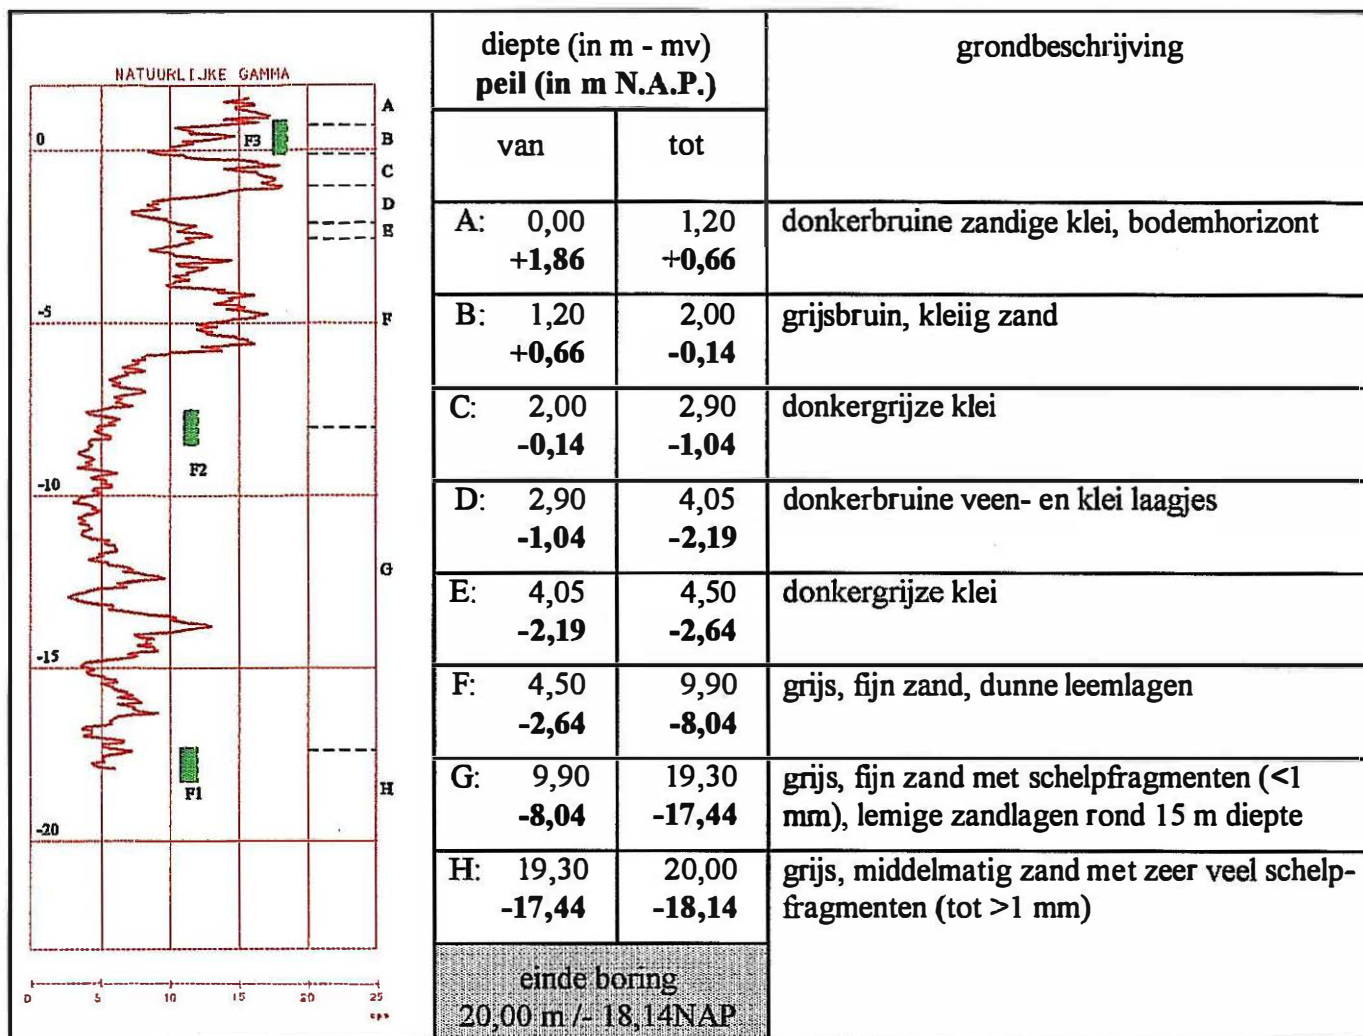 NATUURLIJKE GAMMA
A
B
C
D
E
F
G
H
0
-5
-10
-15
-20
F3
F2
F1
0 5 10 15 20 25
cps
diepte (in m - mv)
peil (in m N.A.P.)
grondbeschrijving
van tot
A: 0,00 1,20 donkerbruine zandige klei, bodemhorizont
+1,86 +0,66
B: 1,20 2,00 grijsbruin, kleiig zand
+0,66 -0,14
C: 2,00 2,90 donkergrijze klei
-0,14 -1,04
D: 2,90 4,05 donkerbruine veen- en klei laagjes
-1,04 -2,19
E: 4,05 4,50 donkergrijze klei
-2,19 -2,64
F: 4,50 9,90 grijs, fijn zand, dunne leemlagen
-2,64 -8,04
G: 9,90 19,30 grijs, fijn zand met schelpfragmenten (<1
-8,04 -17,44 mm), lemige zandlagen rond 15 m diepte
H: 19,30 20,00 grijs, middelmatig zand met zeer veel schelp-
-17,44 -18,14 fragmenten (tot >1 mm)
einde boring
20,00 m /- 18,14NAP